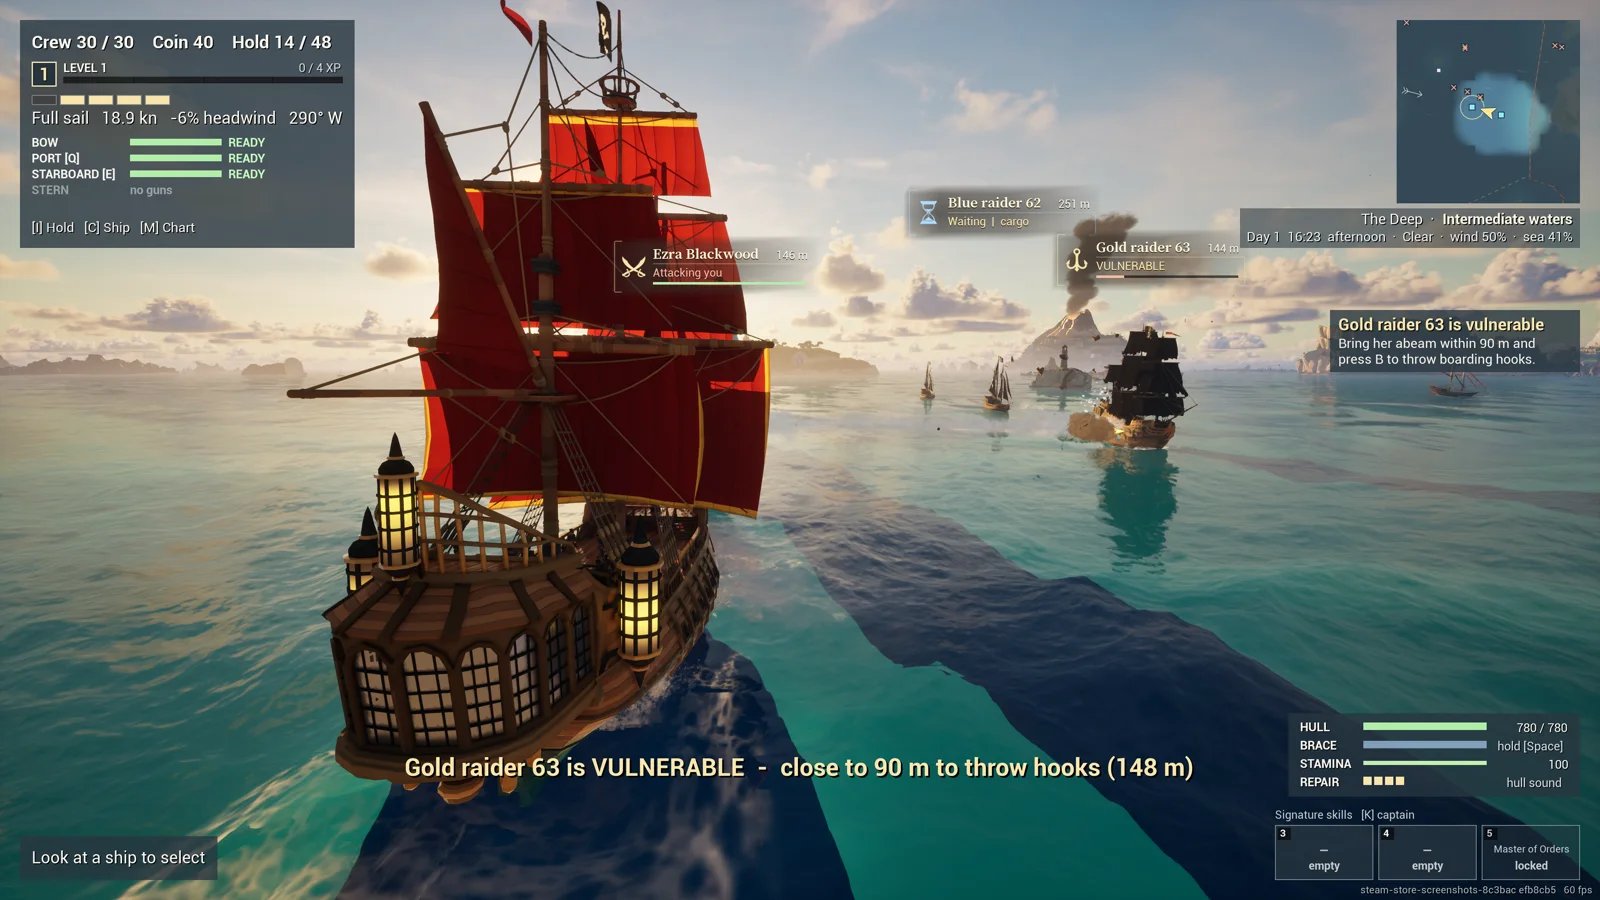 Crew 30 / 30 Coin 40 Hold 14 / 48
1 LEVEL 1 0 / 4 XP
Full sail 18.9 kn -6% headwind 290° W
BOW READY
PORT [Q] READY
STARBOARD [E] READY
STERN no guns
[I] Hold [C] Ship [M] Chart
Blue raider 62 251 m
Waiting | cargo
Ezra Blackwood 146 m
Attacking you
Gold raider 63 144 m
VULNERABLE
The Deep · Intermediate waters
Day 1 16:23 afternoon · Clear · wind 50% · sea 41%
Gold raider 63 is vulnerable
Bring her abeam within 90 m and
press B to throw boarding hooks.
Gold raider 63 is VULNERABLE - close to 90 m to throw hooks (148 m)
HULL 780 / 780
BRACE hold [Space]
STAMINA 100
REPAIR hull sound
Signature skills [K] captain
3 — empty
4 — empty
5 Master of Orders locked
Look at a ship to select
steam-store-screenshots-8c3bac efb8cb5 60 fps